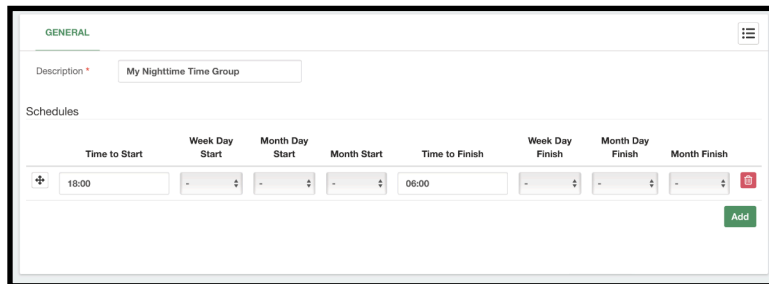 GENERAL
Description * My Nighttime Time Group
Schedules
Time to Start Week Day Start Month Day Start Month Start Time to Finish Week Day Finish Month Day Finish Month Finish
18:00 - - - 06:00 - - -
Add